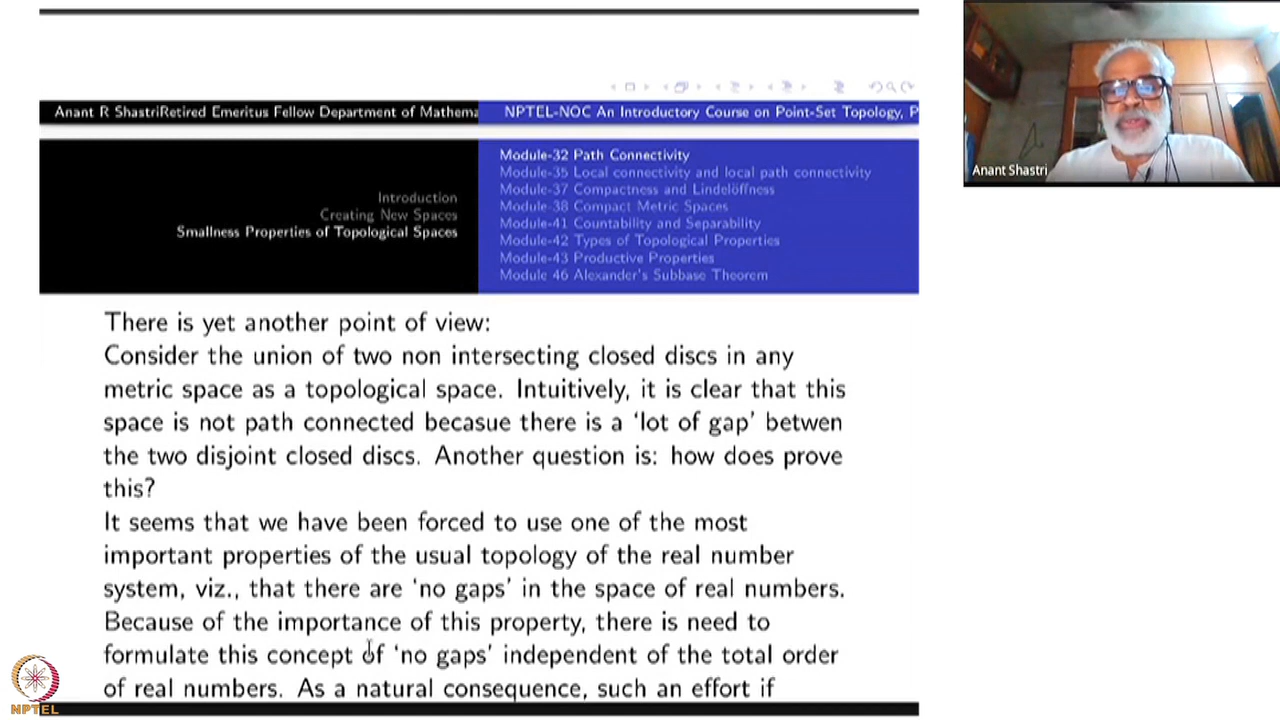 Anant R ShastriRetired Emeritus Fellow Department of Mathema
NPTEL-NOC An Introductory Course on Point-Set Topology, P
Introduction
Creating New Spaces
Smallness Properties of Topological Spaces
Module-32 Path Connectivity
Module-35 Local connectivity and local path connectivity
Module-37 Compactness and Lindelöffness
Module-38 Compact Metric Spaces
Module-41 Countability and Separability
Module-42 Types of Topological Properties
Module-43 Productive Properties
Module 46 Alexander's Subbase Theorem
There is yet another point of view:
Consider the union of two non intersecting closed discs in any
metric space as a topological space. Intuitively, it is clear that this
space is not path connected becasue there is a 'lot of gap' betwen
the two disjoint closed discs. Another question is: how does prove
this?
It seems that we have been forced to use one of the most
important properties of the usual topology of the real number
system, viz., that there are 'no gaps' in the space of real numbers.
Because of the importance of this property, there is need to
formulate this concept of 'no gaps' independent of the total order
of real numbers. As a natural consequence, such an effort if
Anant Shastri
NPTEL